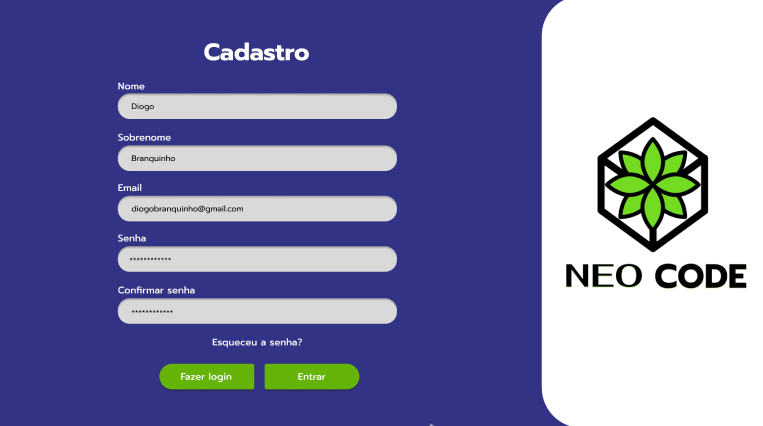 Cadastro
Nome
Diogo
Sobrenome
Branquinho
Email
diogobranquinho@gmail.com
Senha
************
Confirmar senha
************
Esqueceu a senha?
Fazer login
Entrar
NEO CODE